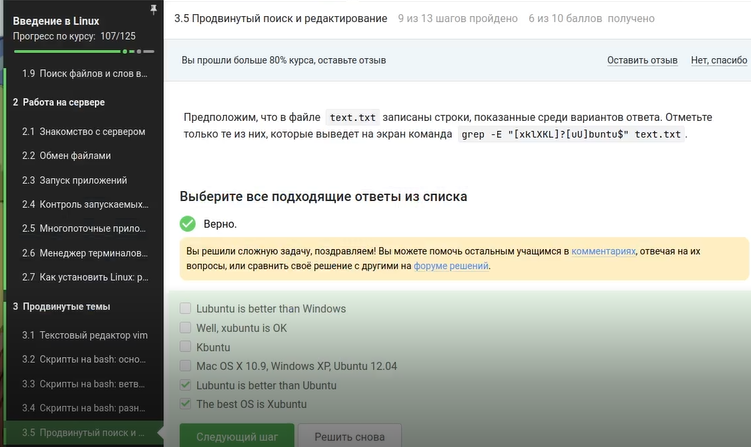 Введение в Linux
Прогресс по курсу: 107/125
1.9 Поиск файлов и слов в...
2 Работа на сервере
2.1 Знакомство с сервером
2.2 Обмен файлами
2.3 Запуск приложений
2.4 Контроль запускаемых...
2.5 Многопоточные прило...
2.6 Менеджер терминалов...
2.7 Как установить Linux: р...
3 Продвинутые темы
3.1 Текстовый редактор vim
3.2 Скрипты на bash: осно...
3.3 Скрипты на bash: ветв...
3.4 Скрипты на bash: разн...
3.5 Продвинутый поиск и ...
3.5 Продвинутый поиск и редактирование 9 из 13 шагов пройдено 6 из 10 баллов получено
Вы прошли больше 80% курса, оставьте отзыв Оставить отзыв Нет, спасибо
Предположим, что в файле text.txt записаны строки, показанные среди вариантов ответа. Отметьте
только те из них, которые выведет на экран команда grep -E "[xklXKL]?[uU]buntu$" text.txt.
Выберите все подходящие ответы из списка
Верно.
Вы решили сложную задачу, поздравляем! Вы можете помочь остальным учащимся в комментариях, отвечая на их
вопросы, или сравнить своё решение с другими на форуме решений.
Lubuntu is better than Windows
Well, xubuntu is OK
Kbuntu
Mac OS X 10.9, Windows XP, Ubuntu 12.04
Lubuntu is better than Ubuntu
The best OS is Xubuntu
Следующий шаг Решить снова